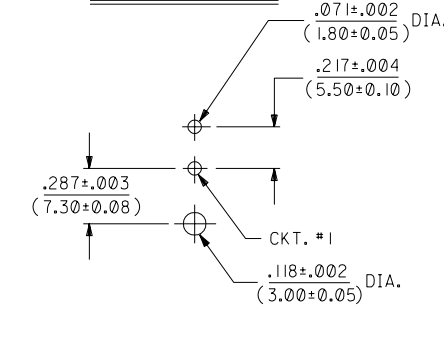 .071±.002 DIA.
(1.80±0.05)
.217±.004
(5.50±0.10)
.287±.003
(7.30±0.08)
CKT. #1
.118±.002 DIA.
(3.00±0.05)